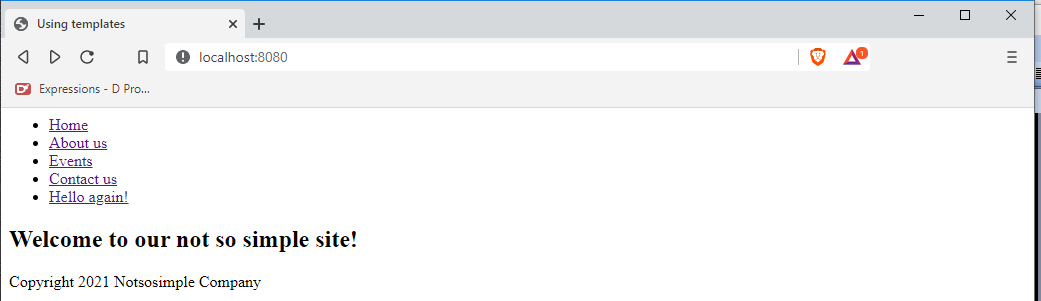 Using templates
localhost:8080
1
Expressions - D Pro...
Home
About us
Events
Contact us
Hello again!
Welcome to our not so simple site!
Copyright 2021 Notsosimple Company